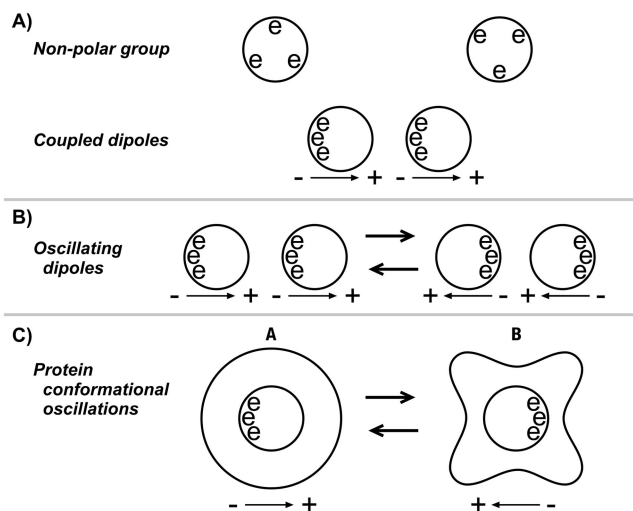 A)
Non-polar group
e e e
e e e
Coupled dipoles
e e e
e e e
- + - +
B)
Oscillating
dipoles
e e e
e e e
e e e
e e e
- + - + + - + -
C)
A B
Protein
conformational
oscillations
e e e
e e e
- + + -